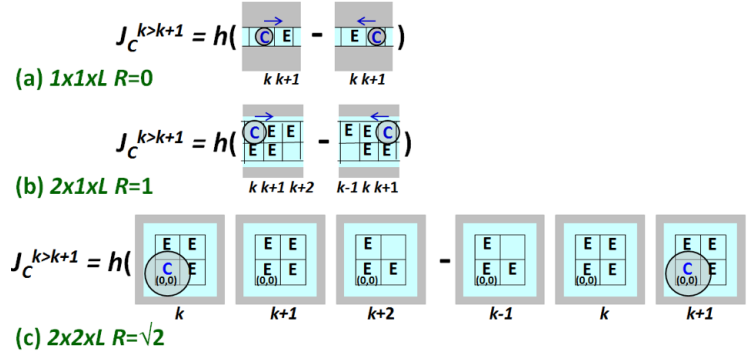 J_C^{k>k+1} = h( C E - E C )
k k+1 k k+1
(a) 1x1xL R=0
J_C^{k>k+1} = h( C E E - E E C )
E E E E
k k+1 k+2 k-1 k k+1
(b) 2x1xL R=1
E E E E E E E E E E
J_C^{k>k+1} = h( C E E E E E - E E E E C E )
(0,0) (0,0) (0,0) (0,0) (0,0) (0,0)
k k+1 k+2 k-1 k k+1
(c) 2x2xL R=√2